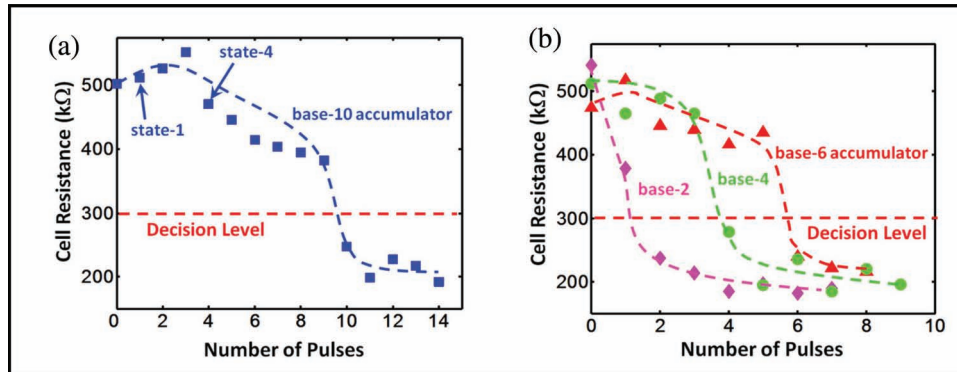 (a)
state-4
state-1
base-10 accumulator
Decision Level
500
400
300
200
0 2 4 6 8 10 12 14
Cell Resistance (kΩ)
Number of Pulses
(b)
base-6 accumulator
base-4
base-2
Decision Level
500
400
300
200
0 2 4 6 8 10
Cell Resistance (kΩ)
Number of Pulses